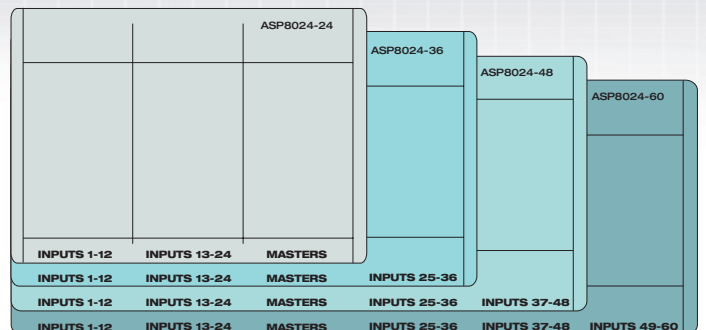 ASP8024-24
ASP8024-36
ASP8024-48
ASP8024-60
INPUTS 1-12 INPUTS 13-24 MASTERS
INPUTS 1-12 INPUTS 13-24 MASTERS INPUTS 25-36
INPUTS 1-12 INPUTS 13-24 MASTERS INPUTS 25-36 INPUTS 37-48
INPUTS 1-12 INPUTS 13-24 MASTERS INPUTS 25-36 INPUTS 37-48 INPUTS 49-60